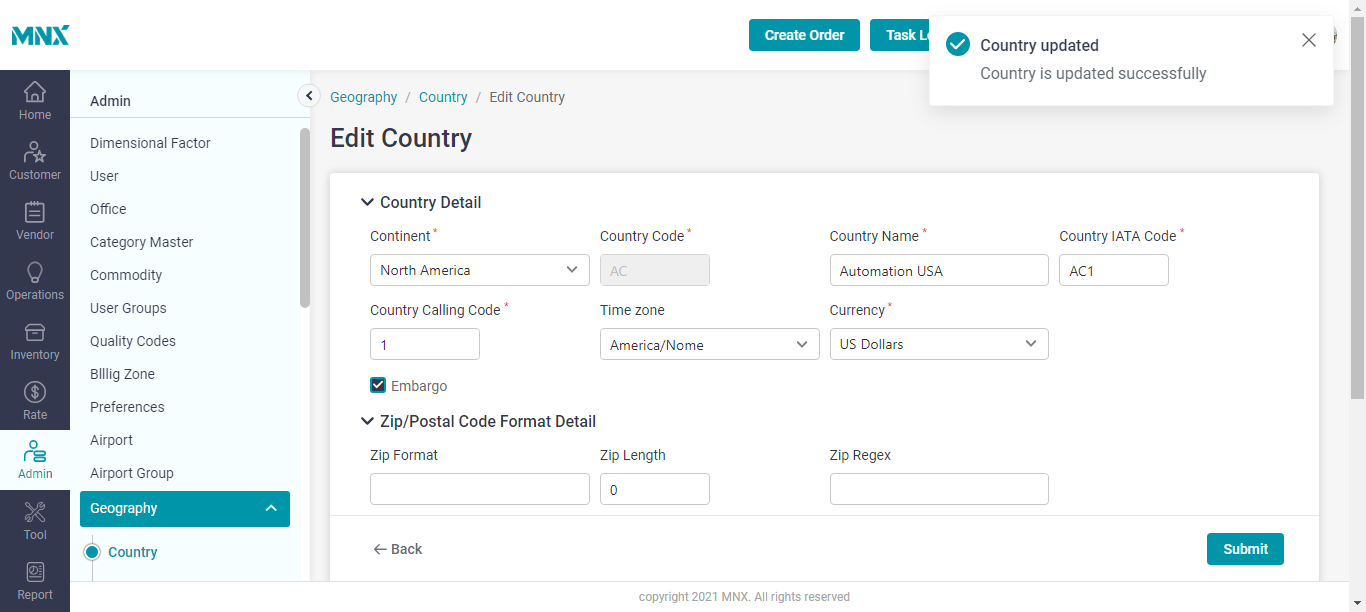 MNX
Create Order
Task
Country updated
Country is updated successfully
Home
Customer
Vendor
Operations
Inventory
Rate
Admin
Tool
Report
Admin
Dimensional Factor
User
Office
Category Master
Commodity
User Groups
Quality Codes
Blllig Zone
Preferences
Airport
Airport Group
Geography
Country
Geography / Country / Edit Country
Edit Country
Country Detail
Continent * Country Code * Country Name * Country IATA Code *
North America AC Automation USA AC1
Country Calling Code * Time zone Currency *
1 America/Nome US Dollars
Embargo
Zip/Postal Code Format Detail
Zip Format Zip Length Zip Regex
0
Back Submit
copyright 2021 MNX. All rights reserved